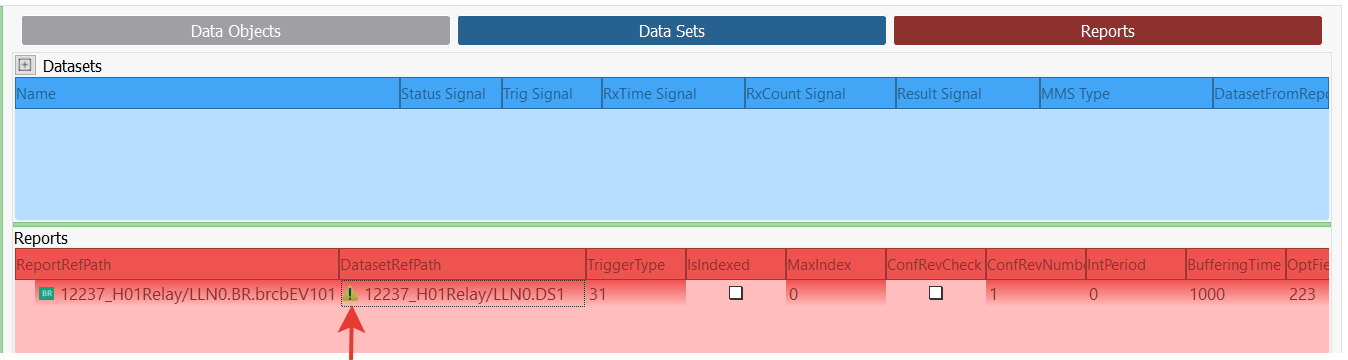 Data Objects Data Sets Reports
Datasets
Name Status Signal Trig Signal RxTime Signal RxCount Signal Result Signal MMS Type DatasetFromRepo
Reports
ReportRefPath DatasetRefPath TriggerType IsIndexed MaxIndex ConfRevCheck ConfRevNumbe IntPeriod BufferingTime OptFie
BR 12237_H01Relay/LLN0.BR.brcbEV101 12237_H01Relay/LLN0.DS1 31 0 1 0 1000 223